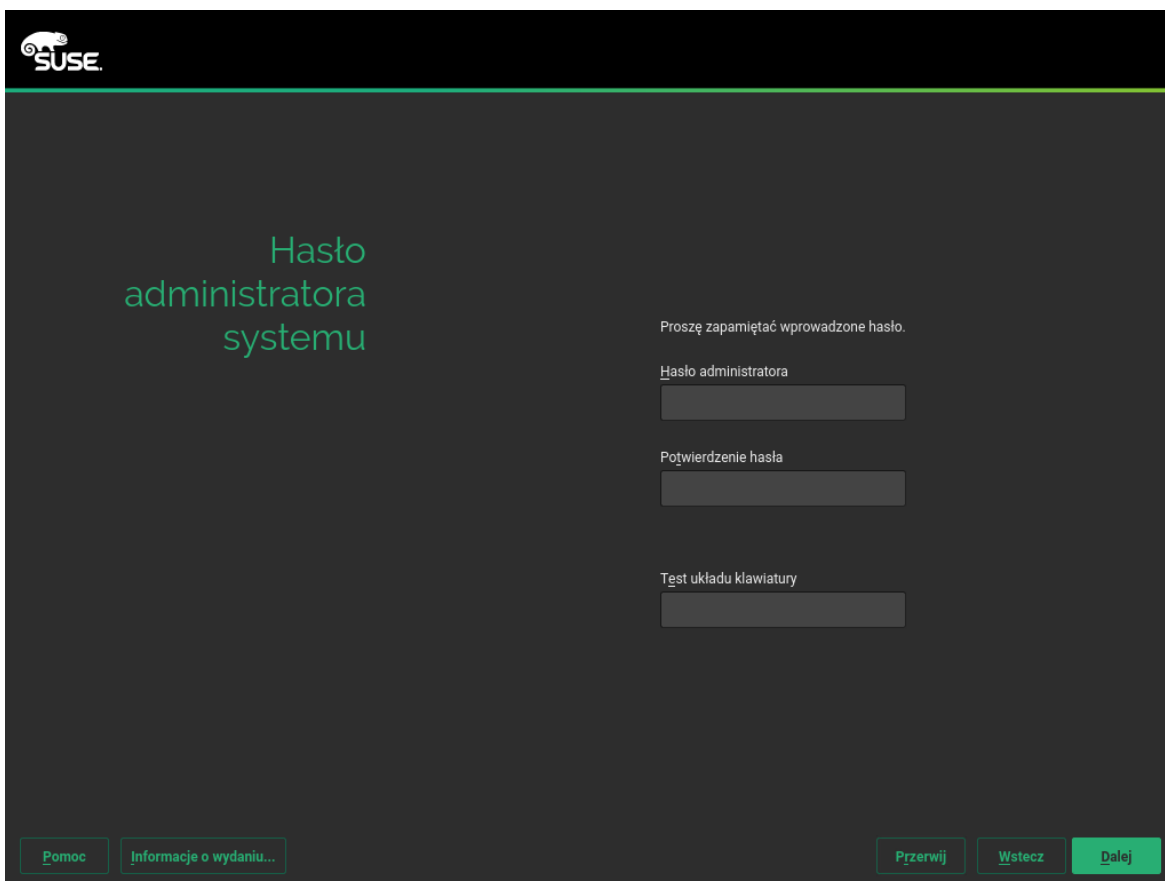 SUSE.
Hasło
administratora
systemu
Proszę zapamiętać wprowadzone hasło.
Hasło administratora
Potwierdzenie hasła
Test układu klawiatury
Pomoc
Informacje o wydaniu...
Przerwij
Wstecz
Dalej